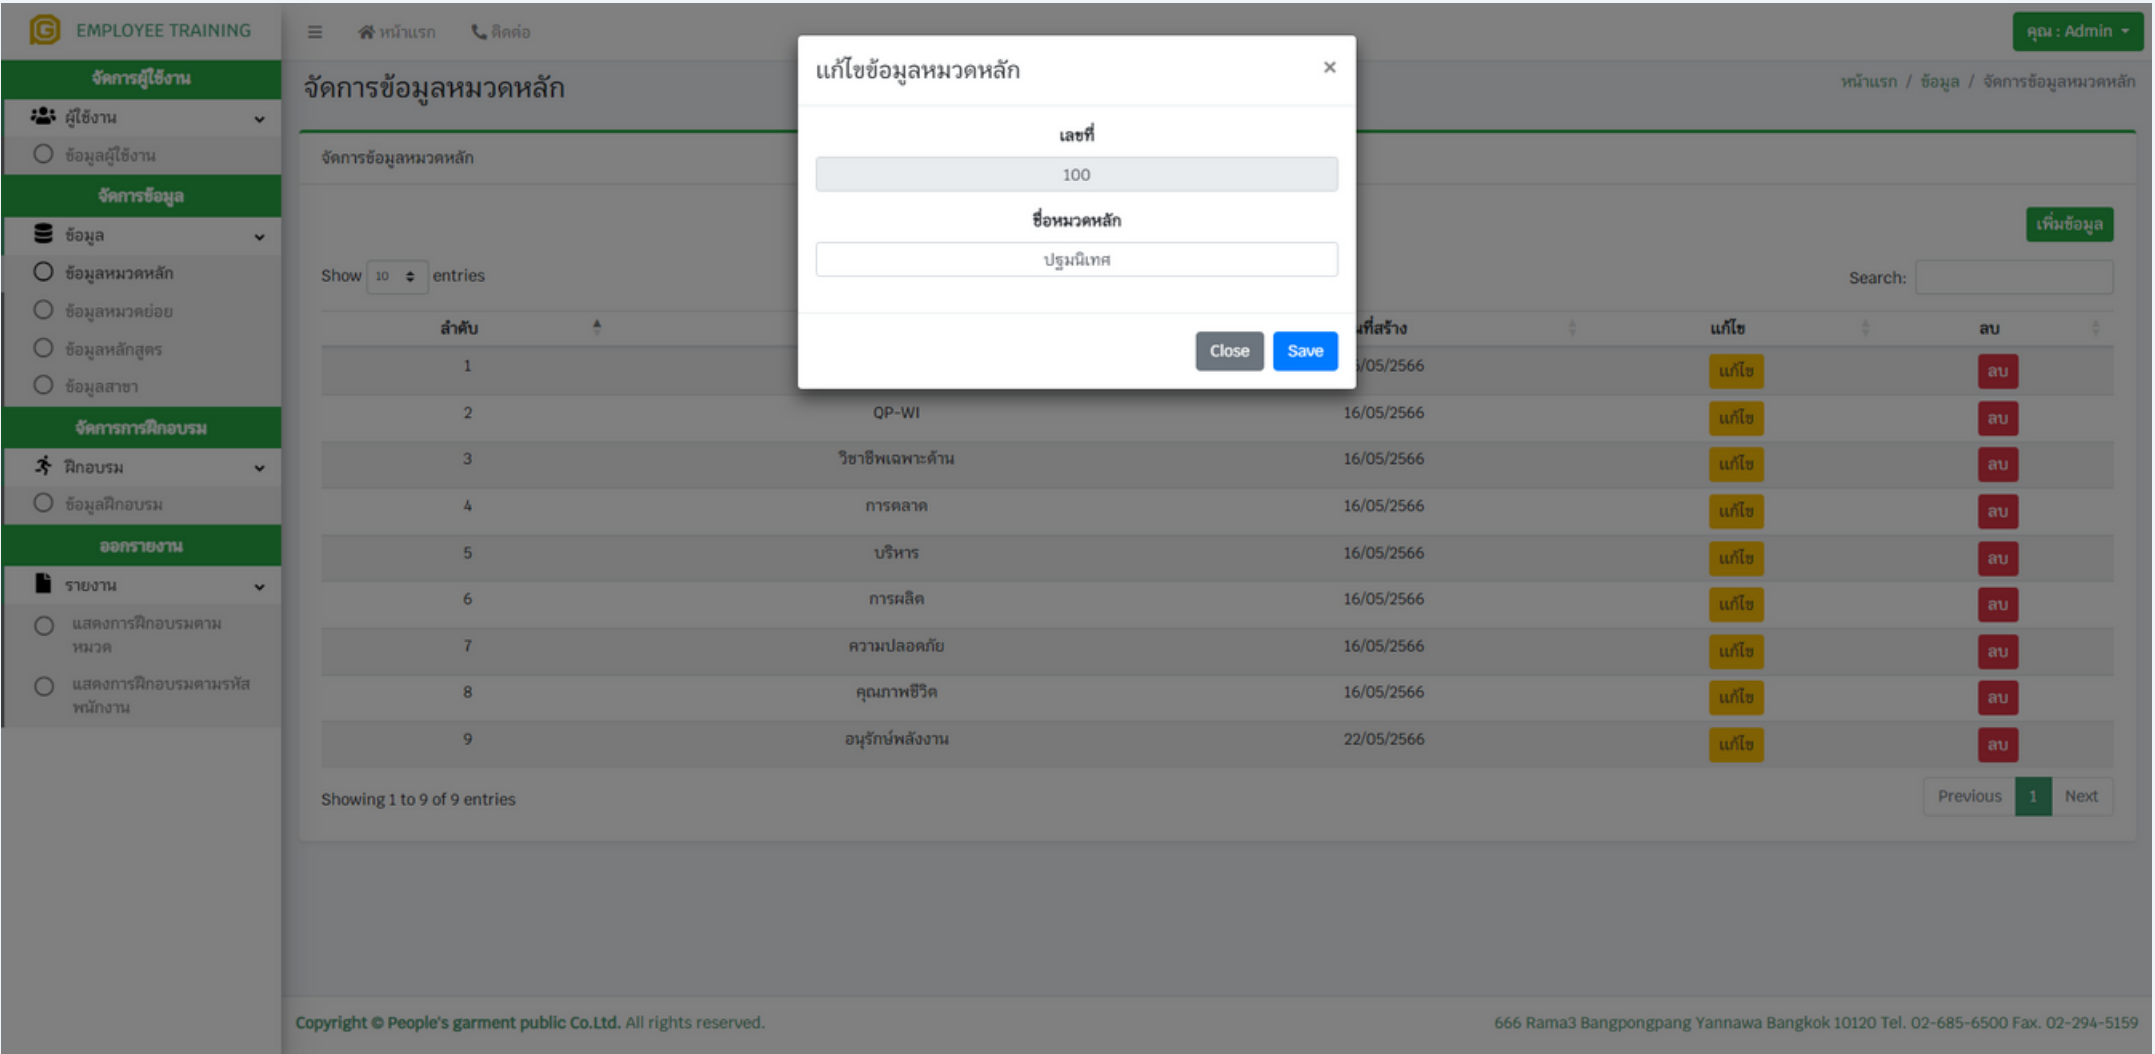 EMPLOYEE TRAINING
หน้าแรก ติดต่อ
คุณ : Admin
จัดการผู้ใช้งาน
ผู้ใช้งาน
ข้อมูลผู้ใช้งาน
จัดการข้อมูล
ข้อมูล
ข้อมูลหมวดหลัก
ข้อมูลหมวดย่อย
ข้อมูลหลักสูตร
ข้อมูลสาขา
จัดการการฝึกอบรม
ฝึกอบรม
ข้อมูลฝึกอบรม
ออกรายงาน
รายงาน
แสดงการฝึกอบรมตาม
หมวด
แสดงการฝึกอบรมตามรหัส
พนักงาน
จัดการข้อมูลหมวดหลัก
หน้าแรก / ข้อมูล / จัดการข้อมูลหมวดหลัก
จัดการข้อมูลหมวดหลัก
แก้ไขข้อมูลหมวดหลัก ×
เลขที่
100
ชื่อหมวดหลัก
ปฐมนิเทศ
Close Save
เพิ่มข้อมูล
Show 10 entries
Search:
ลำดับ ที่สร้าง แก้ไข ลบ
1 /05/2566 แก้ไข ลบ
2 QP-WI 16/05/2566 แก้ไข ลบ
3 วิชาชีพเฉพาะด้าน 16/05/2566 แก้ไข ลบ
4 การตลาด 16/05/2566 แก้ไข ลบ
5 บริหาร 16/05/2566 แก้ไข ลบ
6 การผลิต 16/05/2566 แก้ไข ลบ
7 ความปลอดภัย 16/05/2566 แก้ไข ลบ
8 คุณภาพชีวิต 16/05/2566 แก้ไข ลบ
9 อนุรักษ์พลังงาน 22/05/2566 แก้ไข ลบ
Showing 1 to 9 of 9 entries
Previous 1 Next
Copyright © People's garment public Co.Ltd. All rights reserved.
666 Rama3 Bangpongpang Yannawa Bangkok 10120 Tel. 02-685-6500 Fax. 02-294-5159